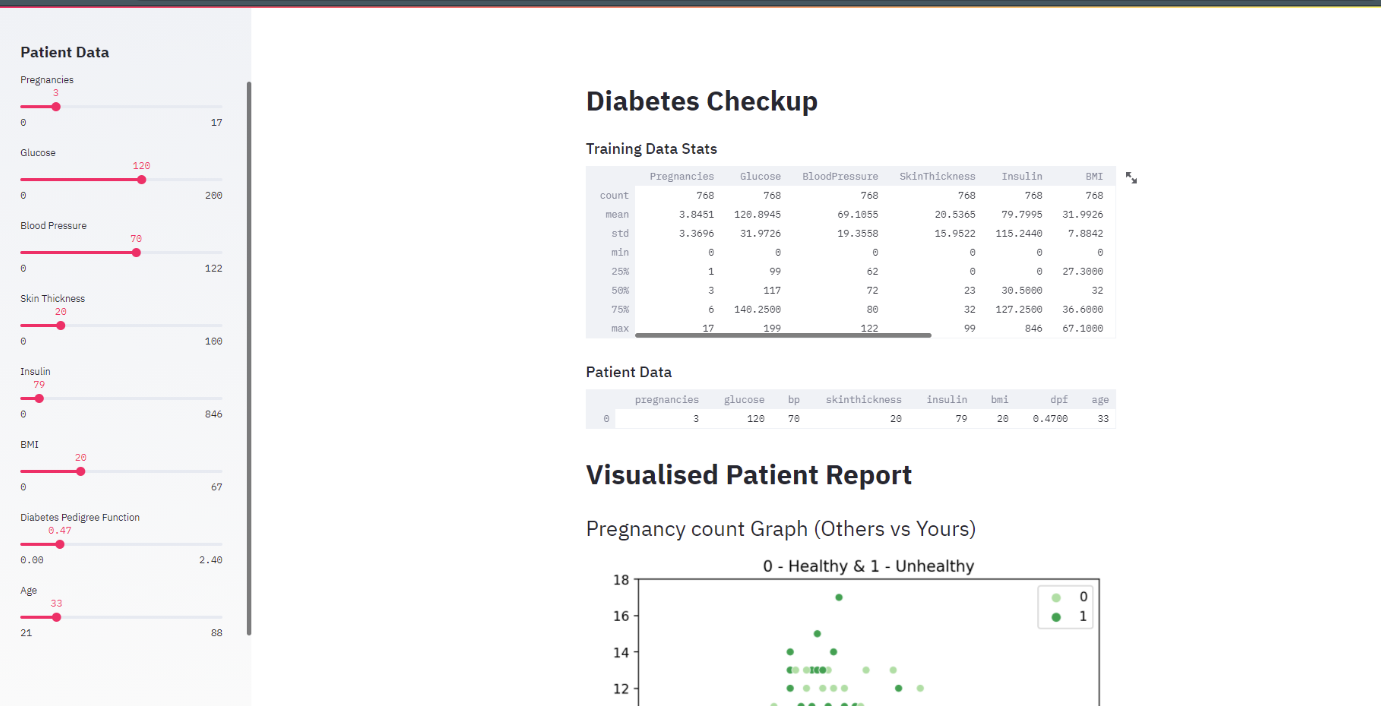 Patient Data
Pregnancies
3
0 17
Glucose
120
0 200
Blood Pressure
70
0 122
Skin Thickness
20
0 100
Insulin
79
0 846
BMI
20
0 67
Diabetes Pedigree Function
0.47
0.00 2.40
Age
33
21 88
Diabetes Checkup
Training Data Stats
Pregnancies Glucose BloodPressure SkinThickness Insulin BMI
count 768 768 768 768 768 768
mean 3.8451 120.8945 69.1055 20.5365 79.7995 31.9926
std 3.3696 31.9726 19.3558 15.9522 115.2440 7.8842
min 0 0 0 0 0 0
25% 1 99 62 0 0 27.3000
50% 3 117 72 23 30.5000 32
75% 6 140.2500 80 32 127.2500 36.6000
max 17 199 122 99 846 67.1000
Patient Data
pregnancies glucose bp skinthickness insulin bmi dpf age
0 3 120 70 20 79 20 0.4700 33
Visualised Patient Report
Pregnancy count Graph (Others vs Yours)
0 - Healthy & 1 - Unhealthy
18
0
16
1
14
12